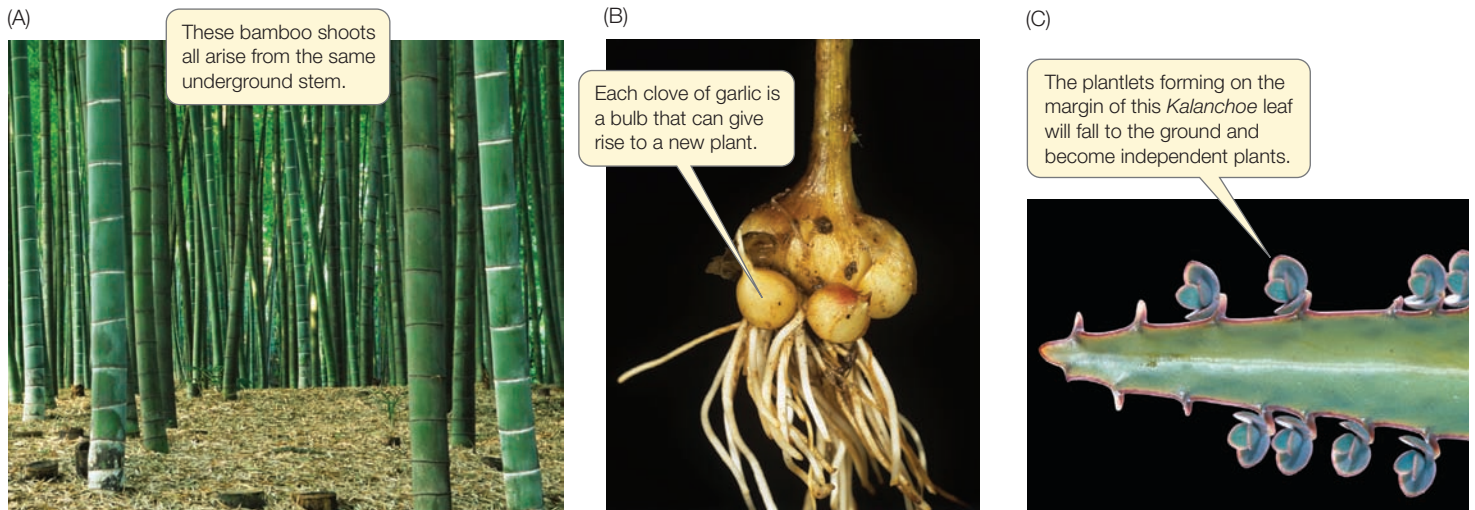 (A)
These bamboo shoots
all arise from the same
underground stem.
(B)
Each clove of garlic is
a bulb that can give
rise to a new plant.
(C)
The plantlets forming on the
margin of this Kalanchoe leaf
will fall to the ground and
become independent plants.